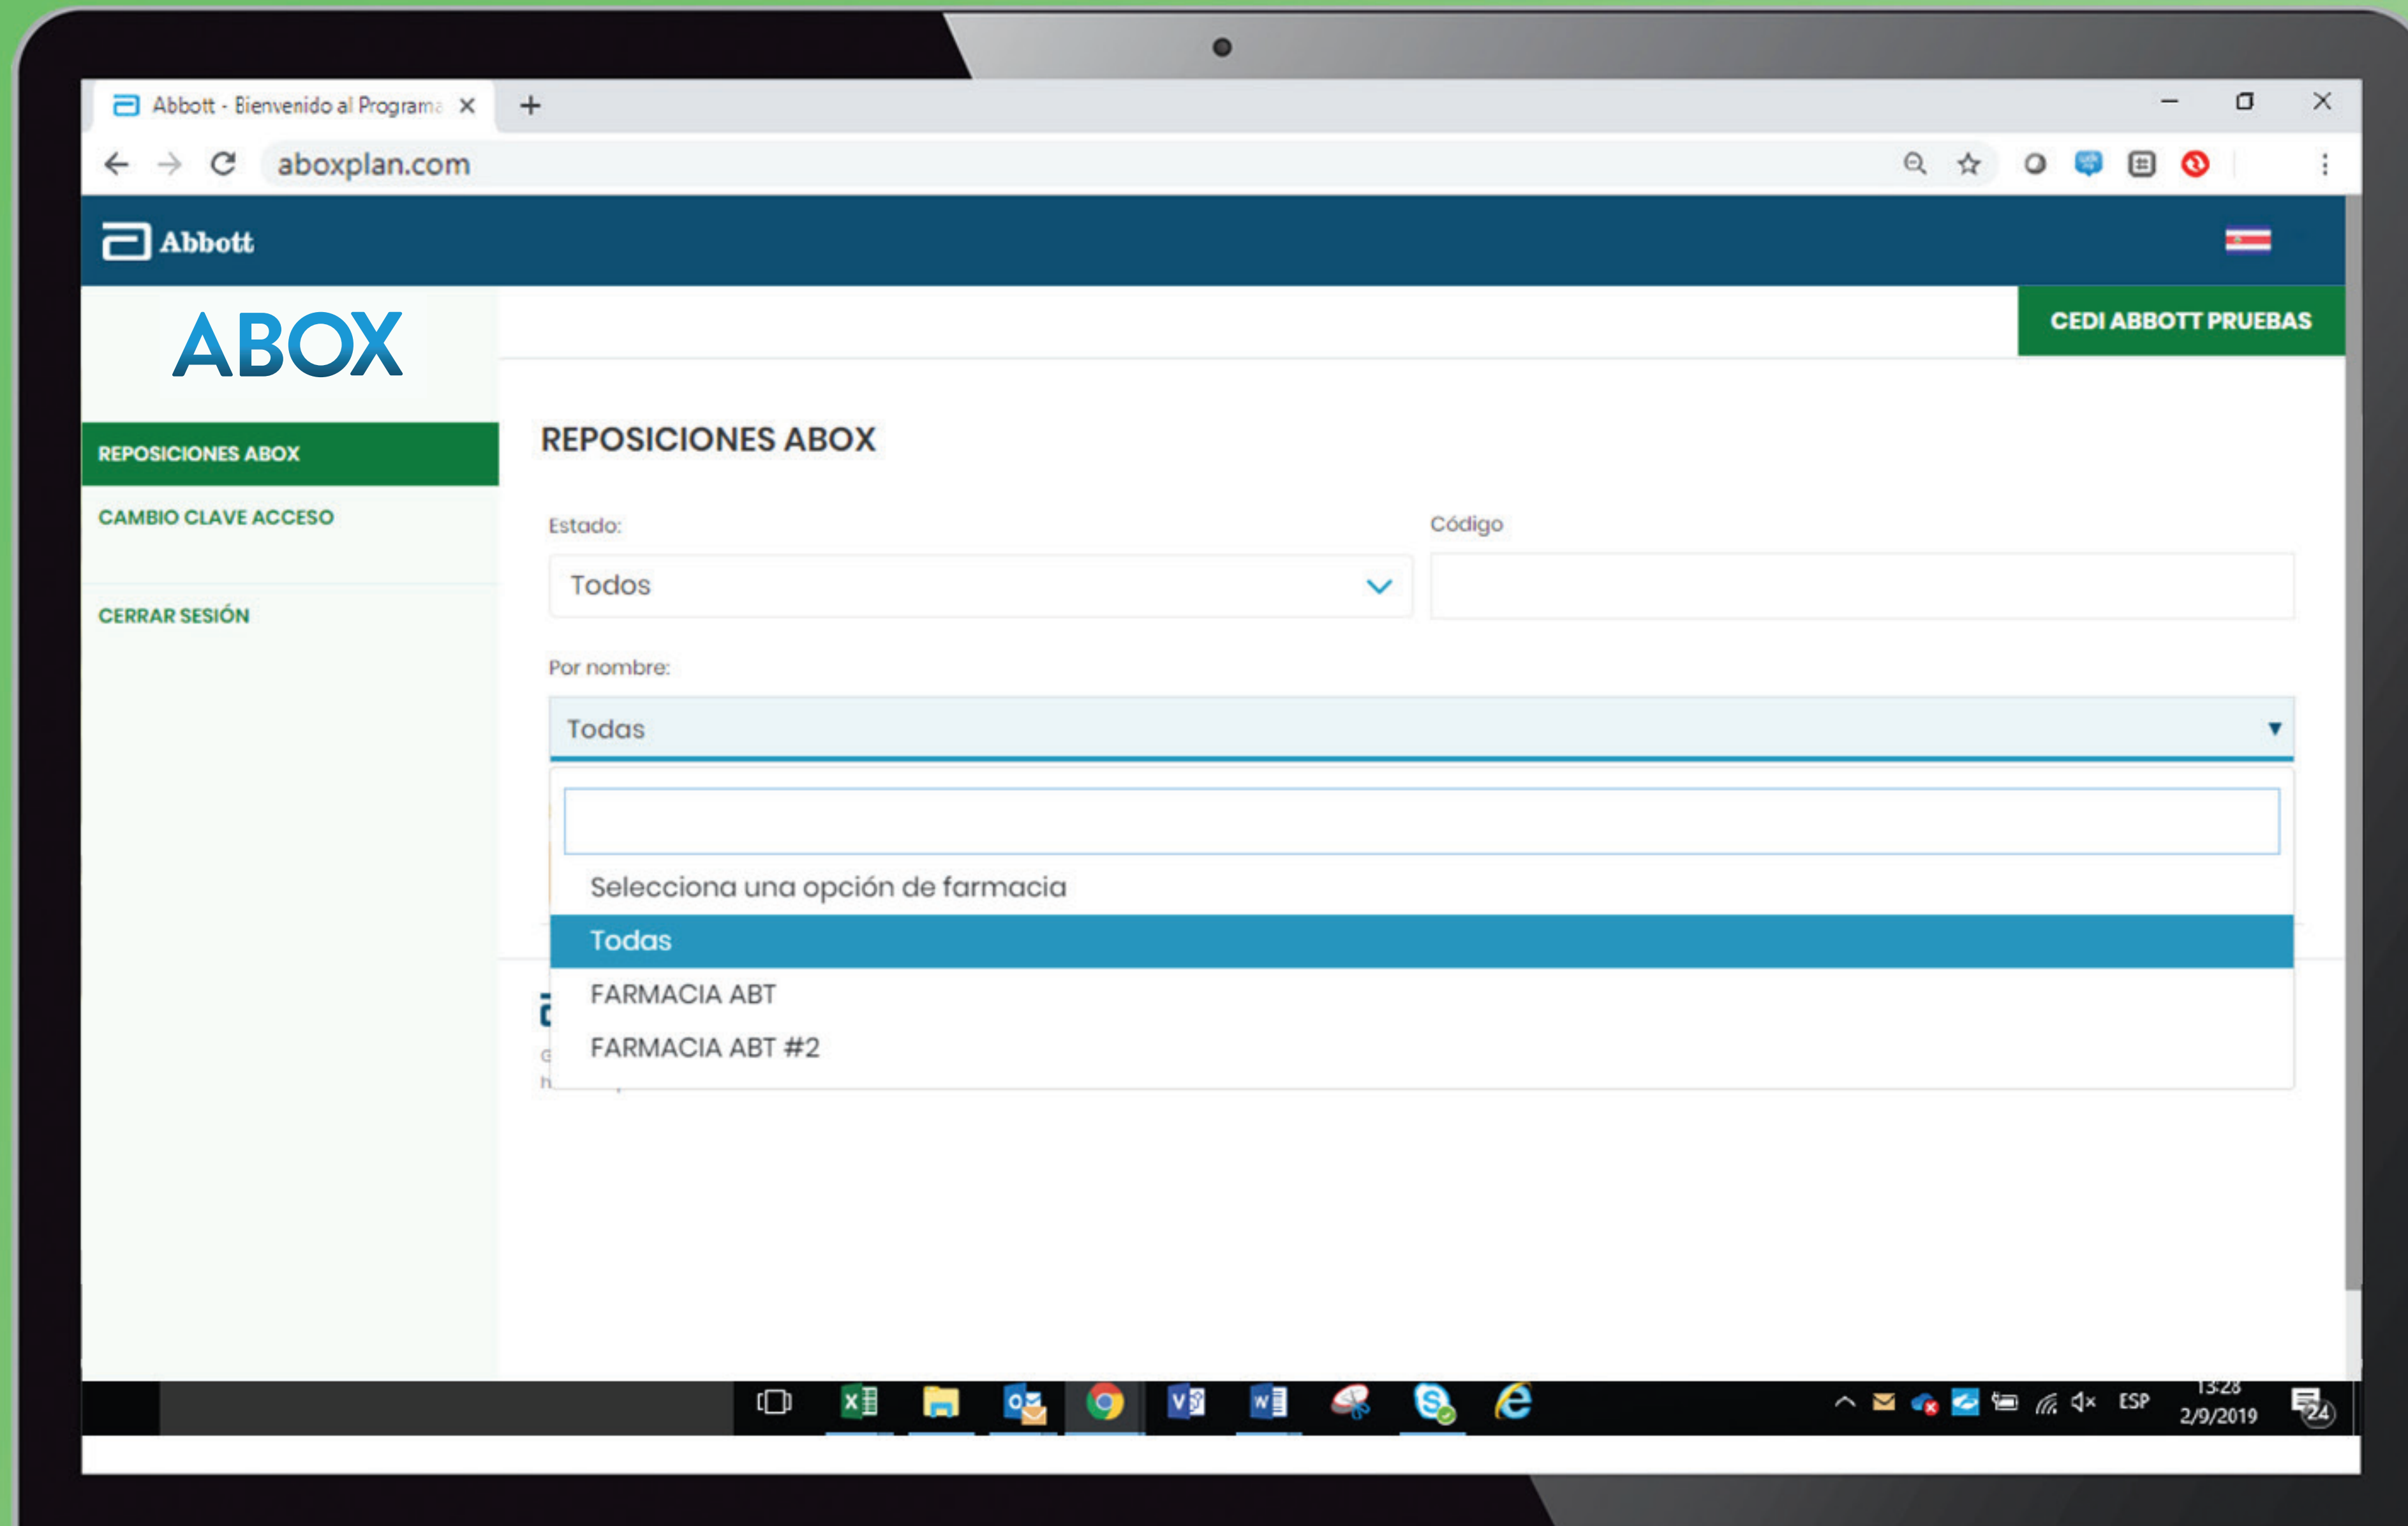 Abbott - Bienvenido al Programa
aboxplan.com
Abbott
ABOX
CEDI ABBOTT PRUEBAS
REPOSICIONES ABOX
CAMBIO CLAVE ACCESO
CERRAR SESIÓN
REPOSICIONES ABOX
Estado:
Código
Todos
Por nombre:
Todas
Selecciona una opción de farmacia
Todas
FARMACIA ABT
FARMACIA ABT #2
ESP
13:28
2/9/2019
24